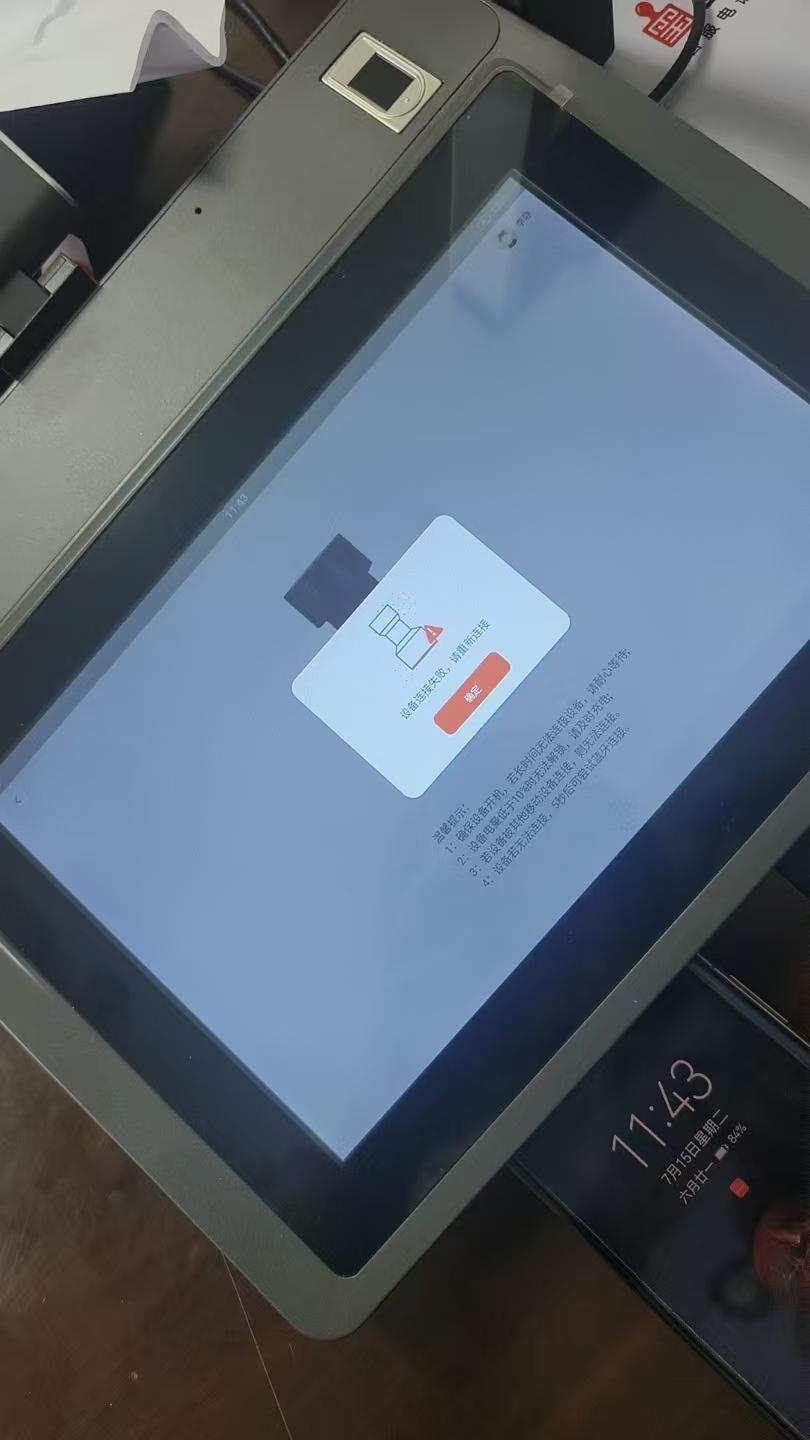 李静
11:43
设备连接失败，请重新连接
确定
温馨提示：
1：确保设备开机，若长时间无法连接设备，请耐心等待；
2：设备电量低于10%时无法解锁，请及时充电；
3：若设备被其他移动设备连接，则无法连接。
4：设备若无法连接，5秒后可尝试蓝牙连接。
11:43
7月15日星期二
六月廿一 84%